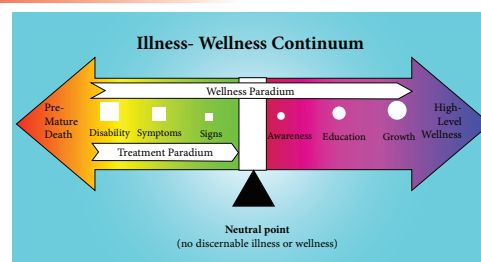 Illness- Wellness Continuum
Wellness Paradium
Pre-
Mature
Death
Disability
Symptoms
Signs
Awareness
Education
Growth
High-
Level
Wellness
Treatment Paradium
Neutral point
(no discernable illness or wellness)